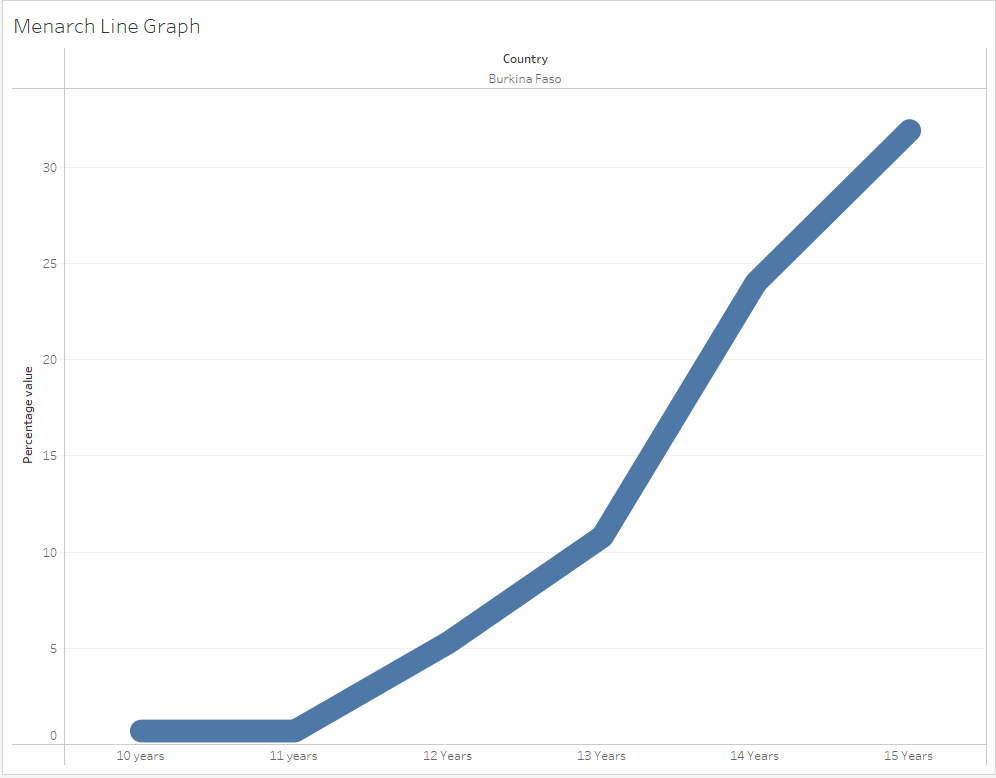 Menarch Line Graph
Country
Burkina Faso
Percentage value
30
25
20
15
10
5
0
10 years
11 years
12 Years
13 Years
14 Years
15 Years